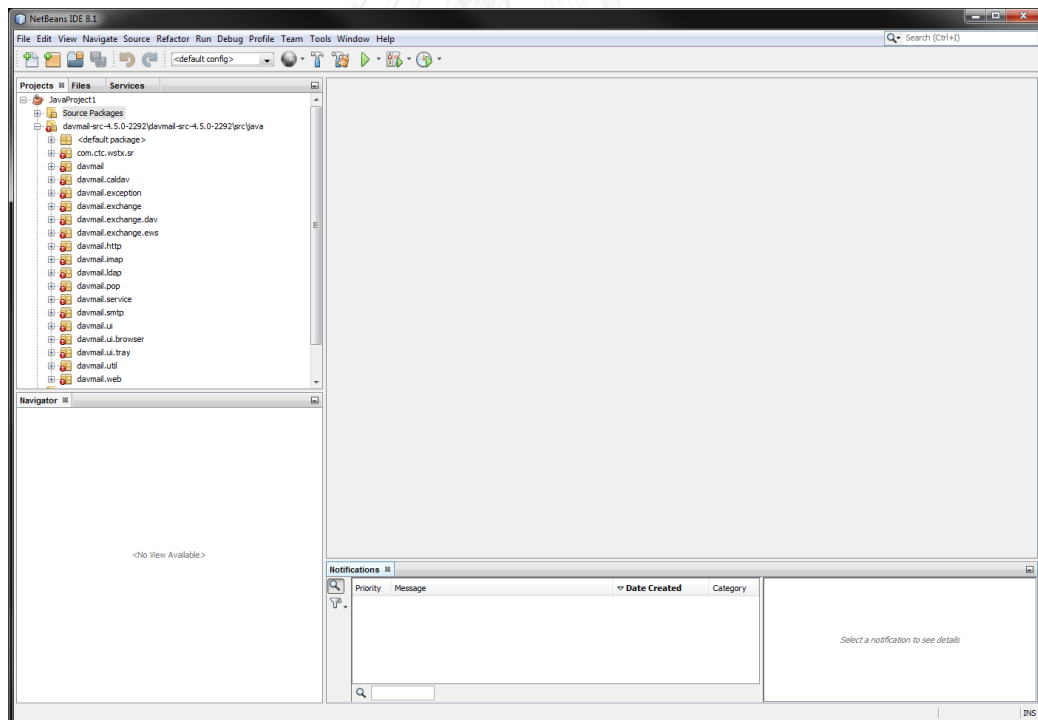 NetBeans IDE 8.1
File Edit View Navigate Source Refactor Run Debug Profile Team Tools Window Help
Search (Ctrl+I)
<default config>
Projects Files Services
JavaProject1
Source Packages
davmail-src-4.5.0-2292\davmail-src-4.5.0-2292\src\java
<default package>
com.ctc.wstx.sr
davmail
davmail.caldav
davmail.exception
davmail.exchange
davmail.exchange.dav
davmail.exchange.ews
davmail.http
davmail.imap
davmail.ldap
davmail.pop
davmail.service
davmail.smtp
davmail.ui
davmail.ui.browser
davmail.ui.tray
davmail.util
davmail.web
Navigator
<No View Available>
Notifications
Priority Message Date Created Category
Select a notification to see details
INS